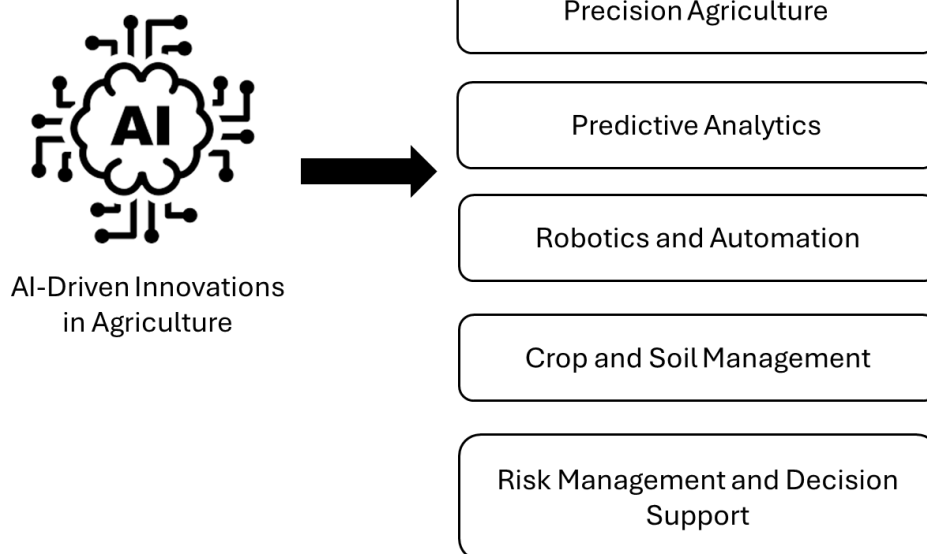 AI
AI-Driven Innovations
in Agriculture
Precision Agriculture
Predictive Analytics
Robotics and Automation
Crop and Soil Management
Risk Management and Decision
Support